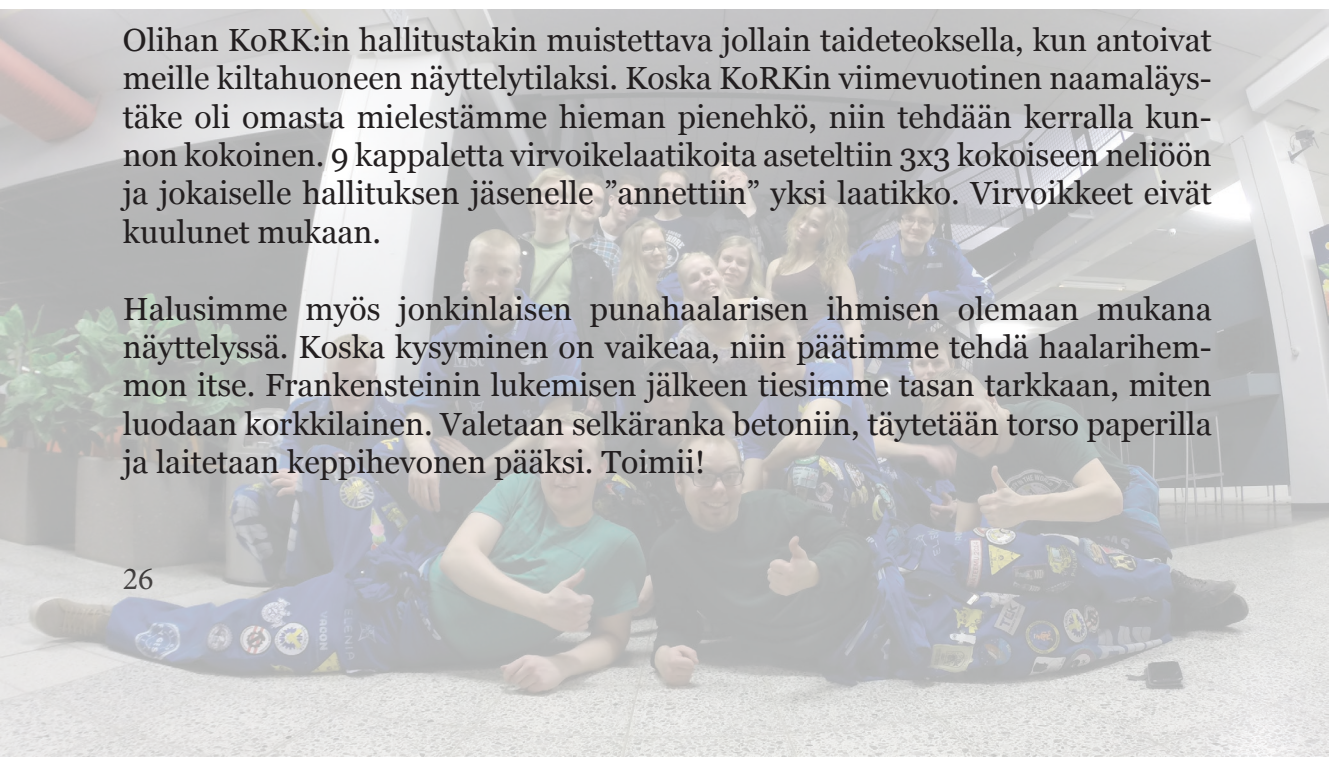 Olihan KoRK:in hallitustakin muistettava jollain taideteoksella, kun antoivat
meille kiltahuoneen näyttelytilaksi. Koska KoRKin viimevuotinen naamaläys-
täke oli omasta mielestämme hieman pienehkö, niin tehdään kerralla kun-
non kokoinen. 9 kappaletta virvoikelaatikoita aseteltiin 3x3 kokoiseen neliöön
ja jokaiselle hallituksen jäsenelle ”annettiin” yksi laatikko. Virvoikkeet eivät
kuulunet mukaan.
Halusimme myös jonkinlaisen punahaalarisen ihmisen olemaan mukana
näyttelyssä. Koska kysyminen on vaikeaa, niin päätimme tehdä haalarihem-
mon itse. Frankensteinin lukemisen jälkeen tiesimme tasan tarkkaan, miten
luodaan korkkilainen. Valetaan selkäranka betoniin, täytetään torso paperilla
ja laitetaan keppihevonen pääksi. Toimii!
26